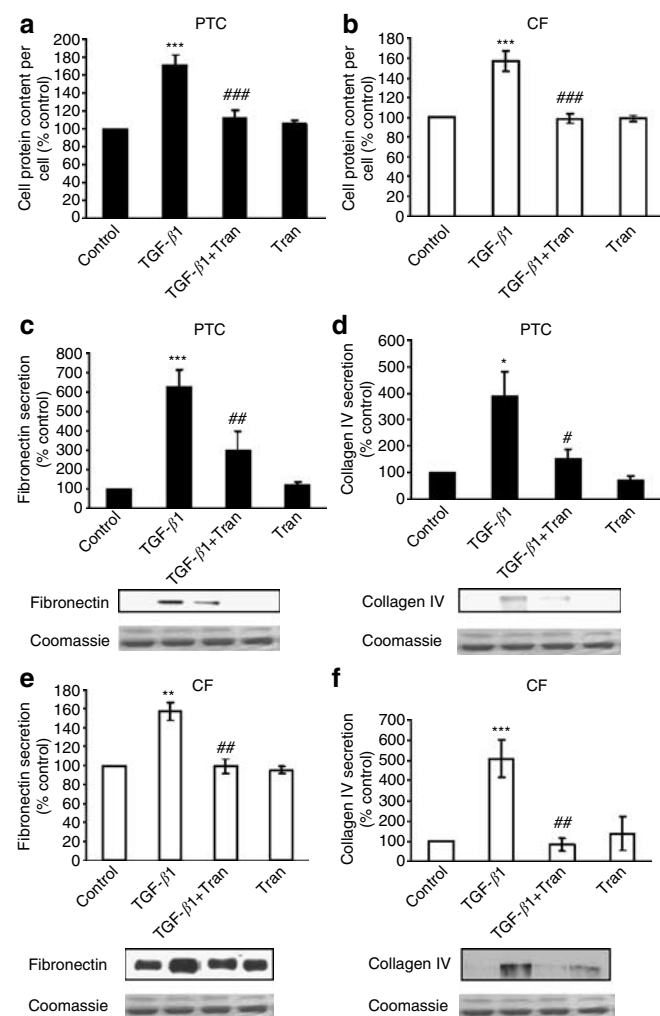 a
PTC
Cell protein content per
cell (% control)
200
180
160
140
120
100
80
60
40
20
0
***
###
Control
TGF-β1
TGF-β1+Tran
Tran
b
CF
Cell protein content per
cell (% control)
180
160
140
120
100
80
60
40
20
0
***
###
Control
TGF-β1
TGF-β1+Tran
Tran
c
PTC
Fibronectin secretion
(% control)
800
700
600
500
400
300
200
100
0
***
##
Control
TGF-β1
TGF-β1+Tran
Tran
Fibronectin
Coomassie
d
PTC
Collagen IV secretion
(% control)
600
500
400
300
200
100
0
*
#
Control
TGF-β1
TGF-β1+Tran
Tran
Collagen IV
Coomassie
e
CF
Fibronectin secretion
(% control)
180
160
140
120
100
80
60
40
20
0
**
##
Control
TGF-β1
TGF-β1+Tran
Tran
Fibronectin
Coomassie
f
CF
Collagen IV secretion
(% control)
700
600
500
400
300
200
100
0
***
##
Control
TGF-β1
TGF-β1+Tran
Tran
Collagen IV
Coomassie